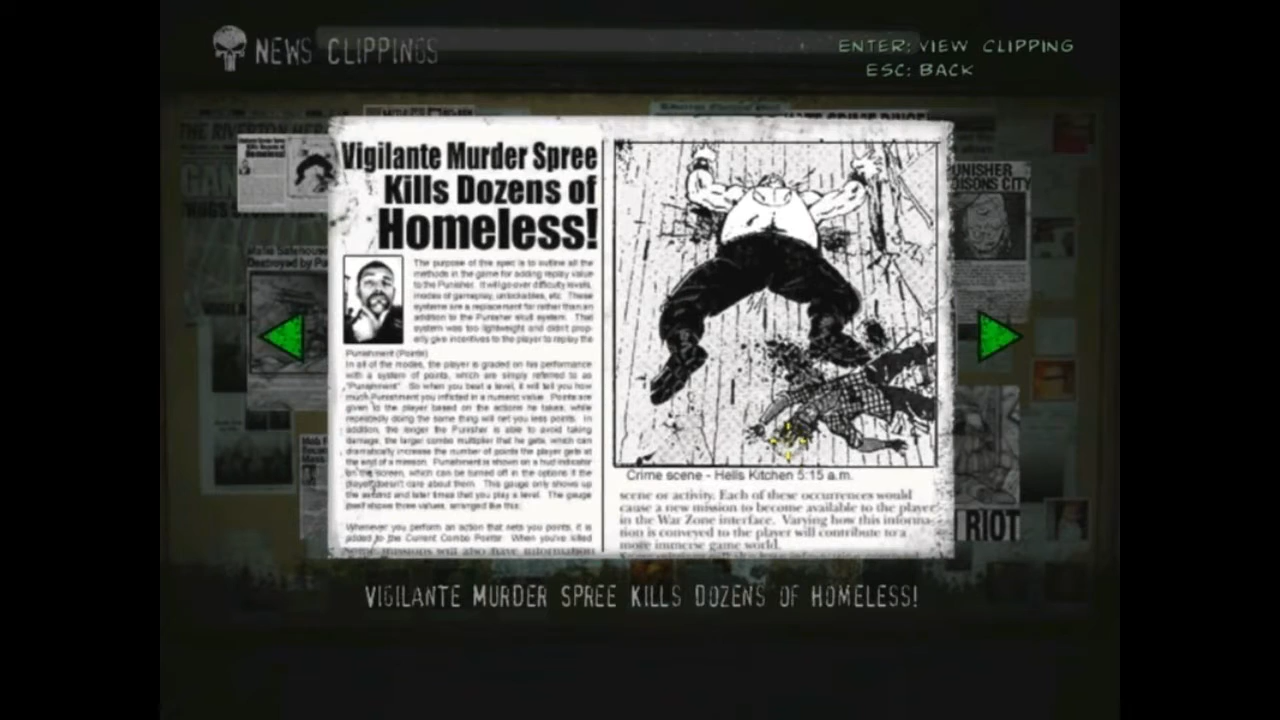 NEWS CLIPPINGS
ENTER: VIEW CLIPPING
ESC: BACK
Vigilante Murder Spree
Kills Dozens of
Homeless!
The purpose of this spec is to outline all the
methods in the game for adding replay value
to the Punisher. It will go over difficulty levels,
modes of gameplay, unlockables, etc. These
systems are a replacement for rather than an
addition to the Punisher skull system. That
system was too lightweight and didn't prop-
erly give incentives to the player to replay the
Punishment (Points)
In all of the modes, the player is graded on his performance
with a system of points, which are simply referred to as
"Punishment". So when you beat a level, it will tell you how
much Punishment you inflicted in a numeric value. Points are
given to the player based on the actions he takes, while
repeatedly doing the same thing will net you less points. In
addition, the longer the Punisher is able to avoid taking
damage, the larger combo multiplier that he gets, which can
dramatically increase the number of points the player gets at
the end of a mission. Punishment is shown on a hud indicator
on the screen, which can be turned off in the options if the
player doesn't care about them. This gauge only shows up
the second and later times that you play a level. The gauge
itself shows three values, arranged like this:
Whenever you perform an action that nets you points, it is
added to the Current Combo Points. When you've killed
some missions will also have information
Crime scene - Hells Kitchen 5:15 a.m.
scene or activity. Each of these occurrences would
cause a new mission to become available to the player
in the War Zone interface. Varying how this informa-
tion is conveyed to the player will contribute to a
more immerse game world.
PUNISHER
RIOT
VIGILANTE MURDER SPREE KILLS DOZENS OF HOMELESS!